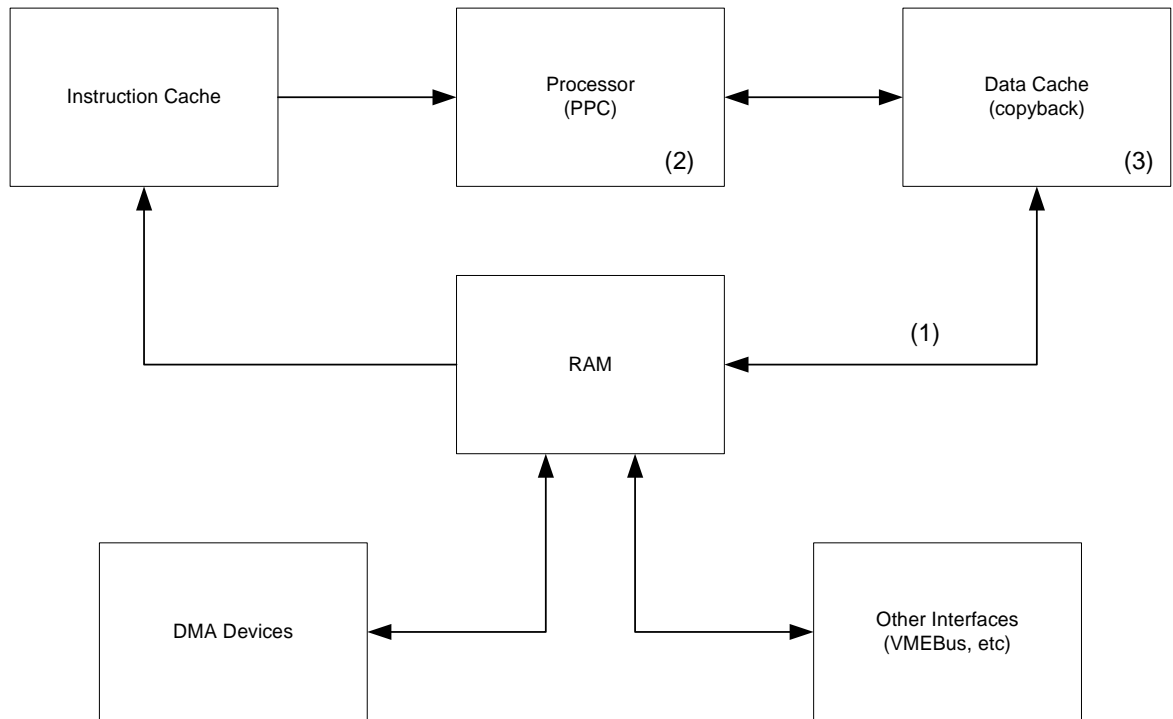 Instruction Cache
Processor
(PPC)
(2)
Data Cache
(copyback)
(3)
RAM
(1)
DMA Devices
Other Interfaces
(VMEBus, etc)